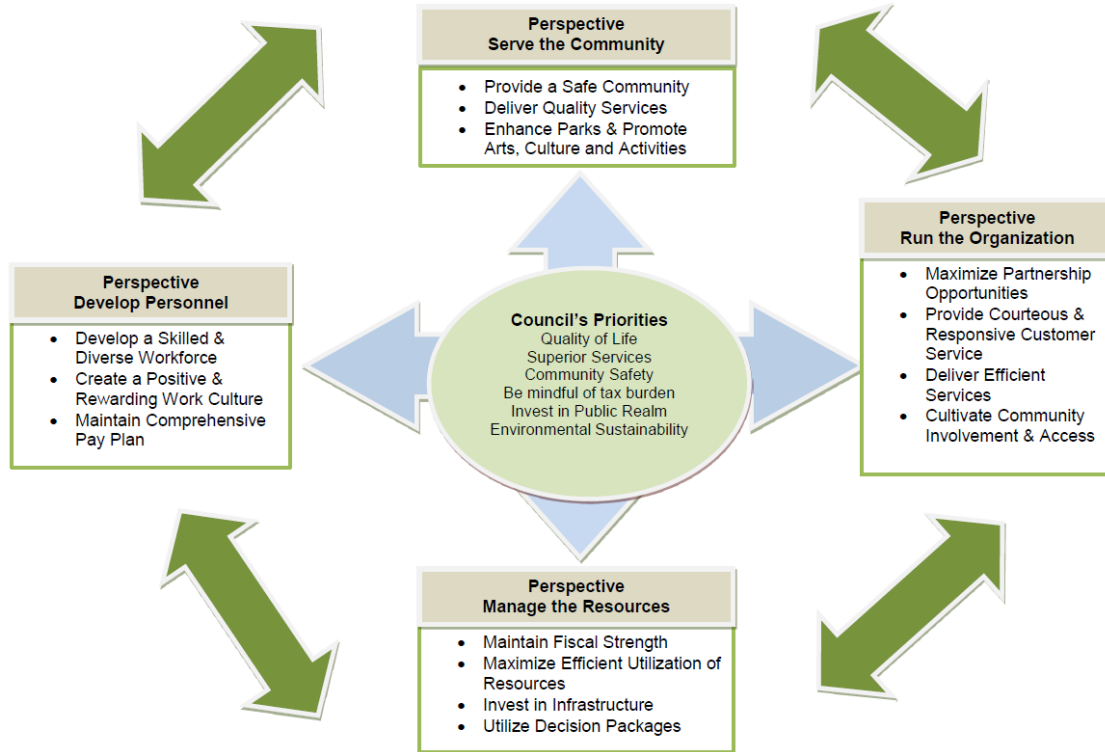 Perspective
Serve the Community
• Provide a Safe Community
• Deliver Quality Services
• Enhance Parks & Promote
Arts, Culture and Activities
Perspective
Develop Personnel
• Develop a Skilled &
Diverse Workforce
• Create a Positive &
Rewarding Work Culture
• Maintain Comprehensive
Pay Plan
Council's Priorities
Quality of Life
Superior Services
Community Safety
Be mindful of tax burden
Invest in Public Realm
Environmental Sustainability
Perspective
Run the Organization
• Maximize Partnership
Opportunities
• Provide Courteous &
Responsive Customer
Service
• Deliver Efficient
Services
• Cultivate Community
Involvement & Access
Perspective
Manage the Resources
• Maintain Fiscal Strength
• Maximize Efficient Utilization of
Resources
• Invest in Infrastructure
• Utilize Decision Packages